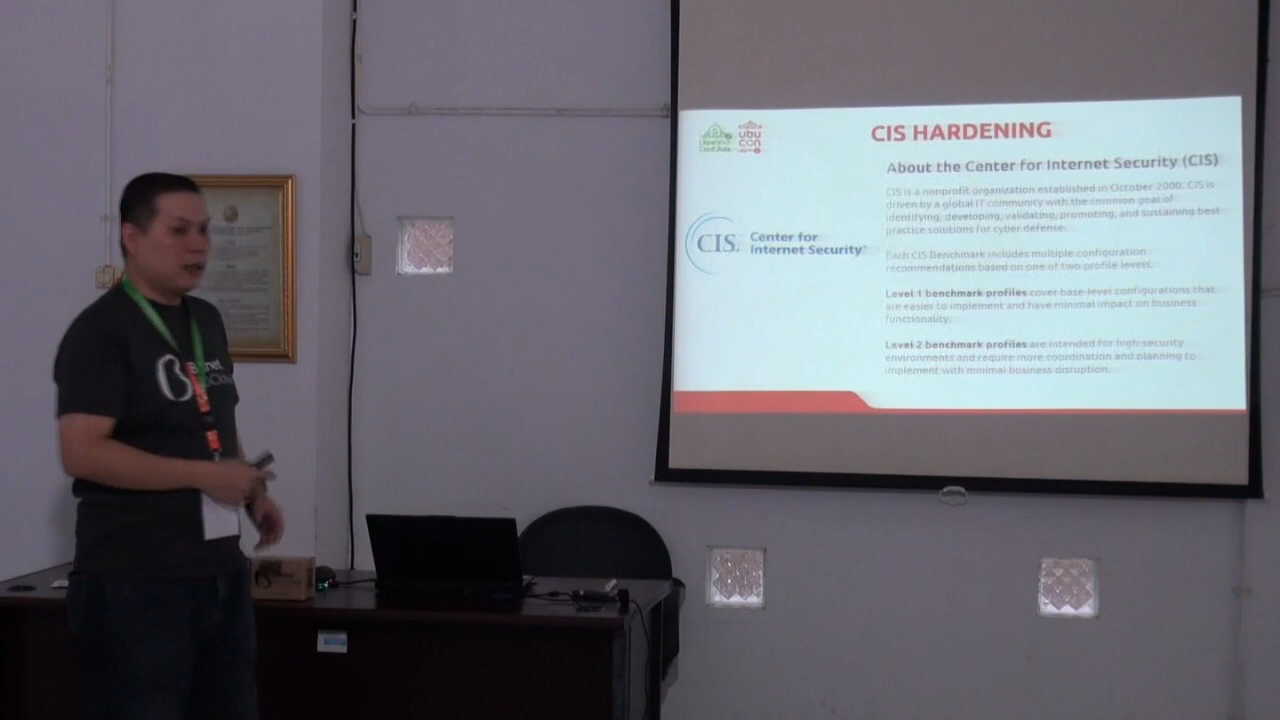 ubu
con
CIS HARDENING
About the Center for Internet Security (CIS)
CIS is a nonprofit organization established in October 2000. CIS is
driven by a global IT community with the common goal of
identifying, developing, validating, promoting, and sustaining best
practice solutions for cyber defense.
CIS. Center for
Internet Security
Each CIS Benchmark includes multiple configuration
recommendations based on one of two profile levels.
Level 1 benchmark profiles cover base-level configurations that
are easier to implement and have minimal impact on business
functionality.
Level 2 benchmark profiles are intended for high security
environments and require more coordination and planning to
implement with minimal business disruption.